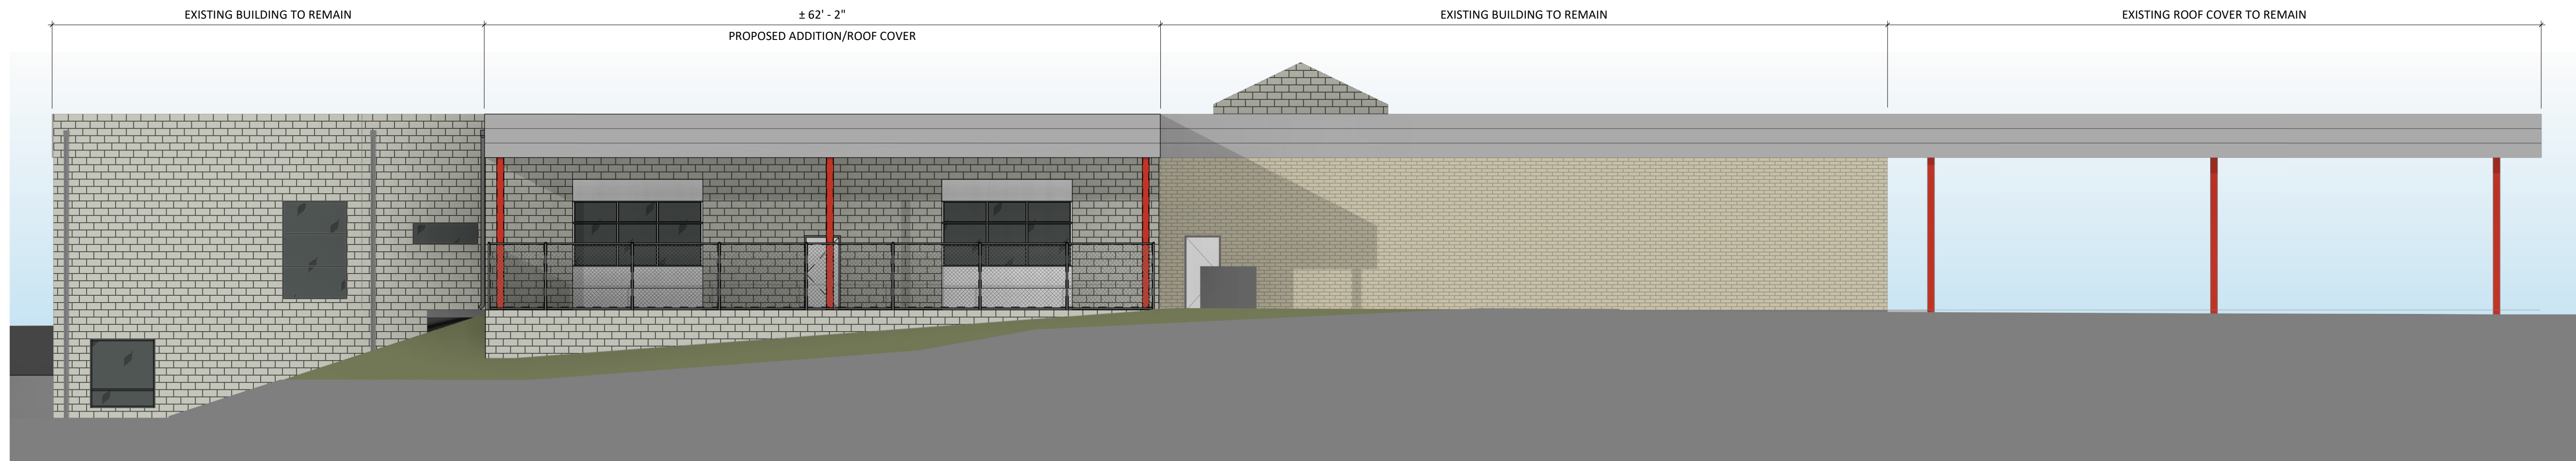 EXISTING BUILDING TO REMAIN
± 62' - 2"
PROPOSED ADDITION/ROOF COVER
EXISTING BUILDING TO REMAIN
EXISTING ROOF COVER TO REMAIN